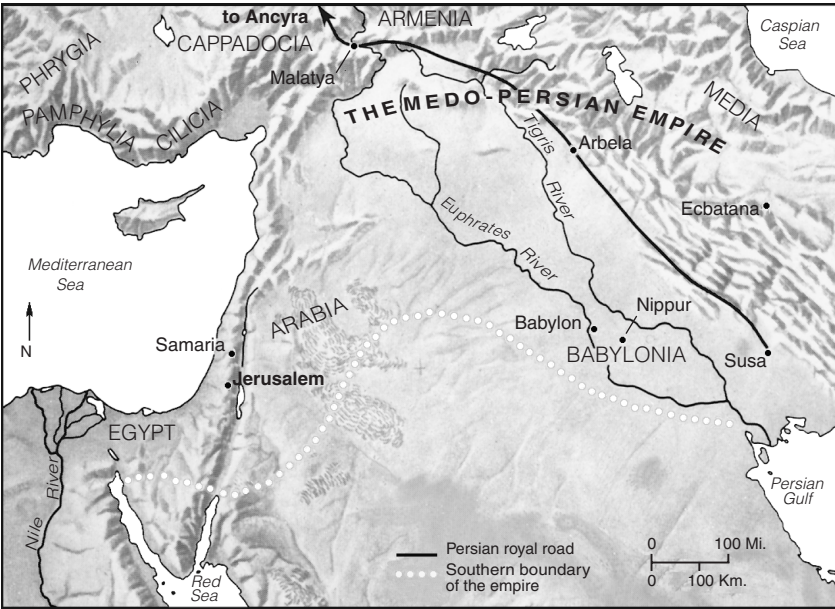 to Ancyra
ARMENIA
Caspian
Sea
PHRYGIA
CAPPADOCIA
Malatya
THE MEDO-PERSIAN EMPIRE
MEDIA
PAMPHYLIA
CILICIA
Tigris
River
Arbela
Ecbatana
Euphrates
River
Mediterranean
Sea
N
ARABIA
Samaria
Jerusalem
Babylon
Nippur
BABYLONIA
Susa
EGYPT
Nile
River
Red
Sea
Persian
Gulf
Persian royal road
Southern boundary
of the empire
0 100 Mi.
0 100 Km.